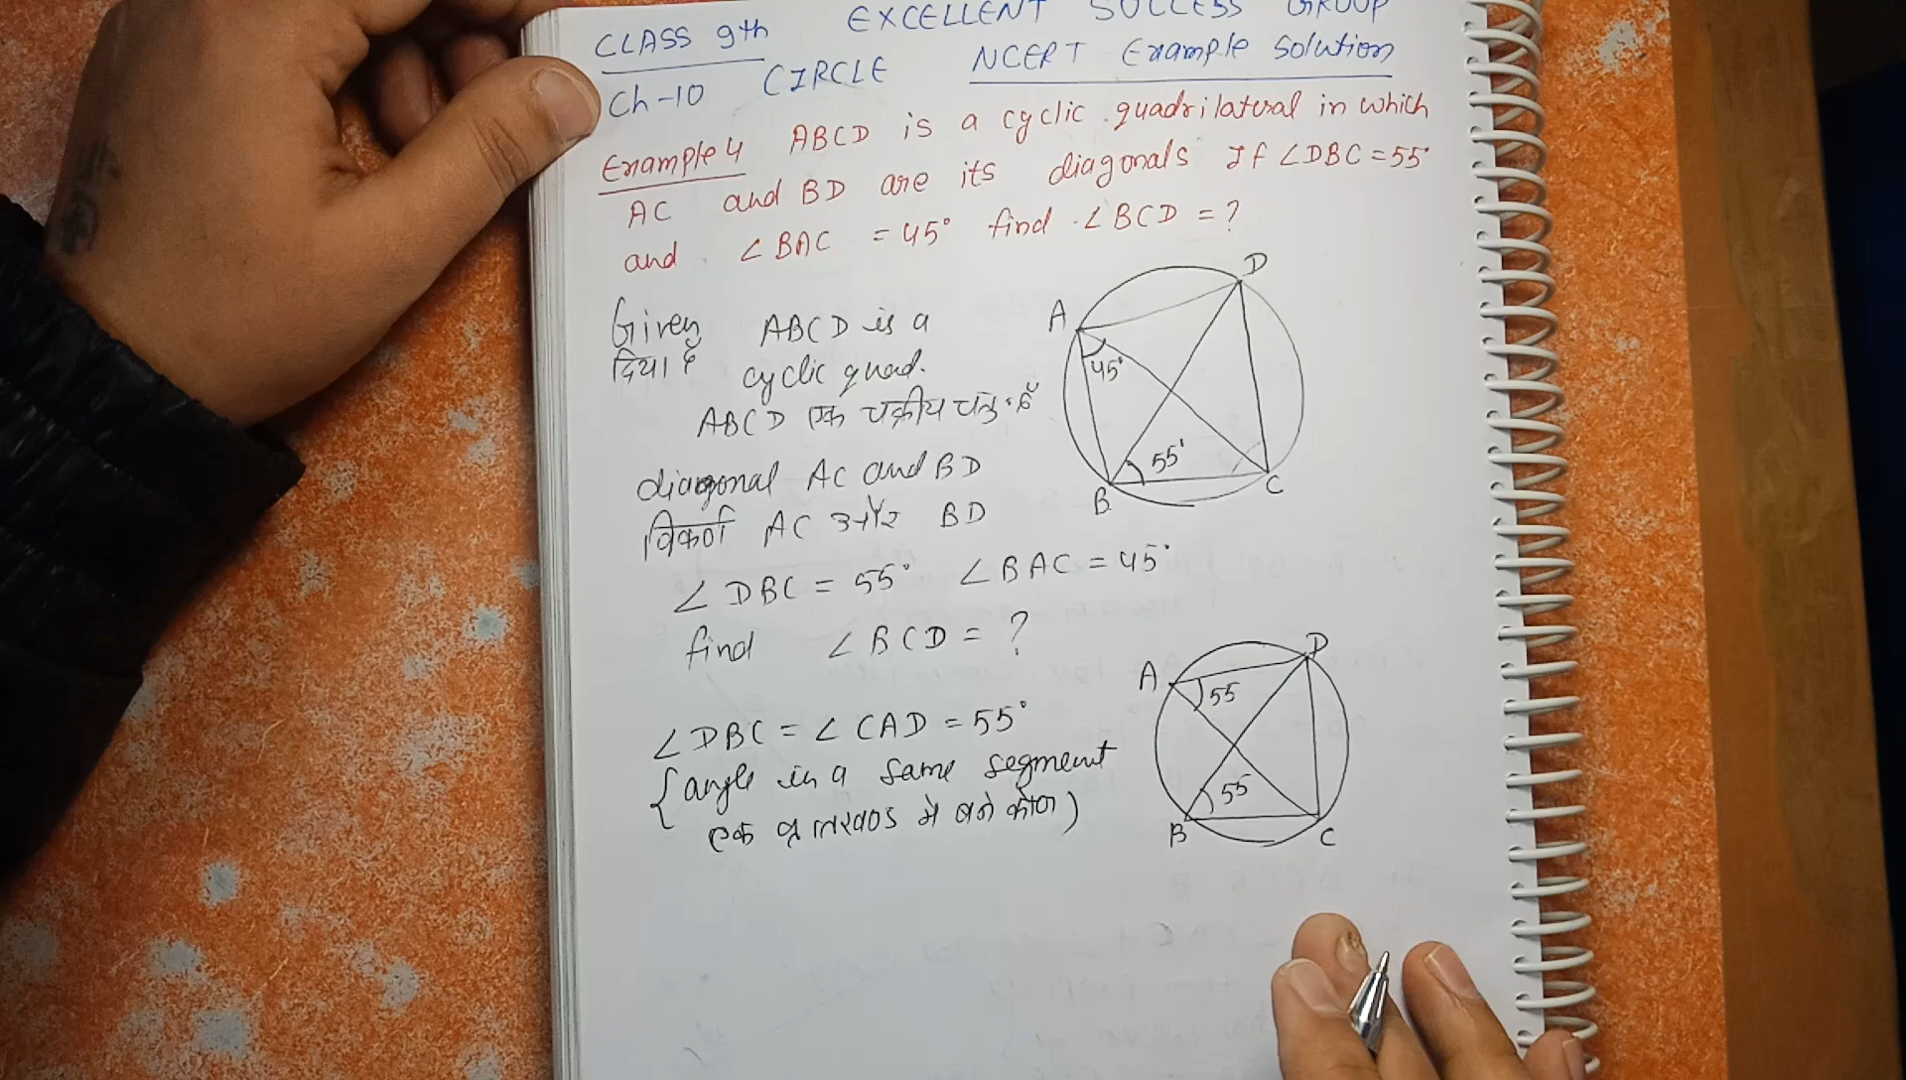 CLASS 9th EXCELLENT SUCCESS GROUP
Ch-10 CIRCLE NCERT Example Solution
Example 4 ABCD is a cyclic quadrilateral in which
AC and BD are its diagonals If ∠DBC = 55°
and ∠BAC = 45° find ∠BCD = ?
Given ABCD is a
दिया है cyclic quad.
ABCD एक चक्रीय चतु॰ है
diagonal AC and BD
विकर्ण AC और BD
∠DBC = 55° ∠BAC = 45°
find ∠BCD = ?
∠DBC = ∠CAD = 55°
{angle in a same segment
एक वृत्तखण्ड मे बने कोण)
D
A
45°
55°
B
C
D
A
55
55
B
C